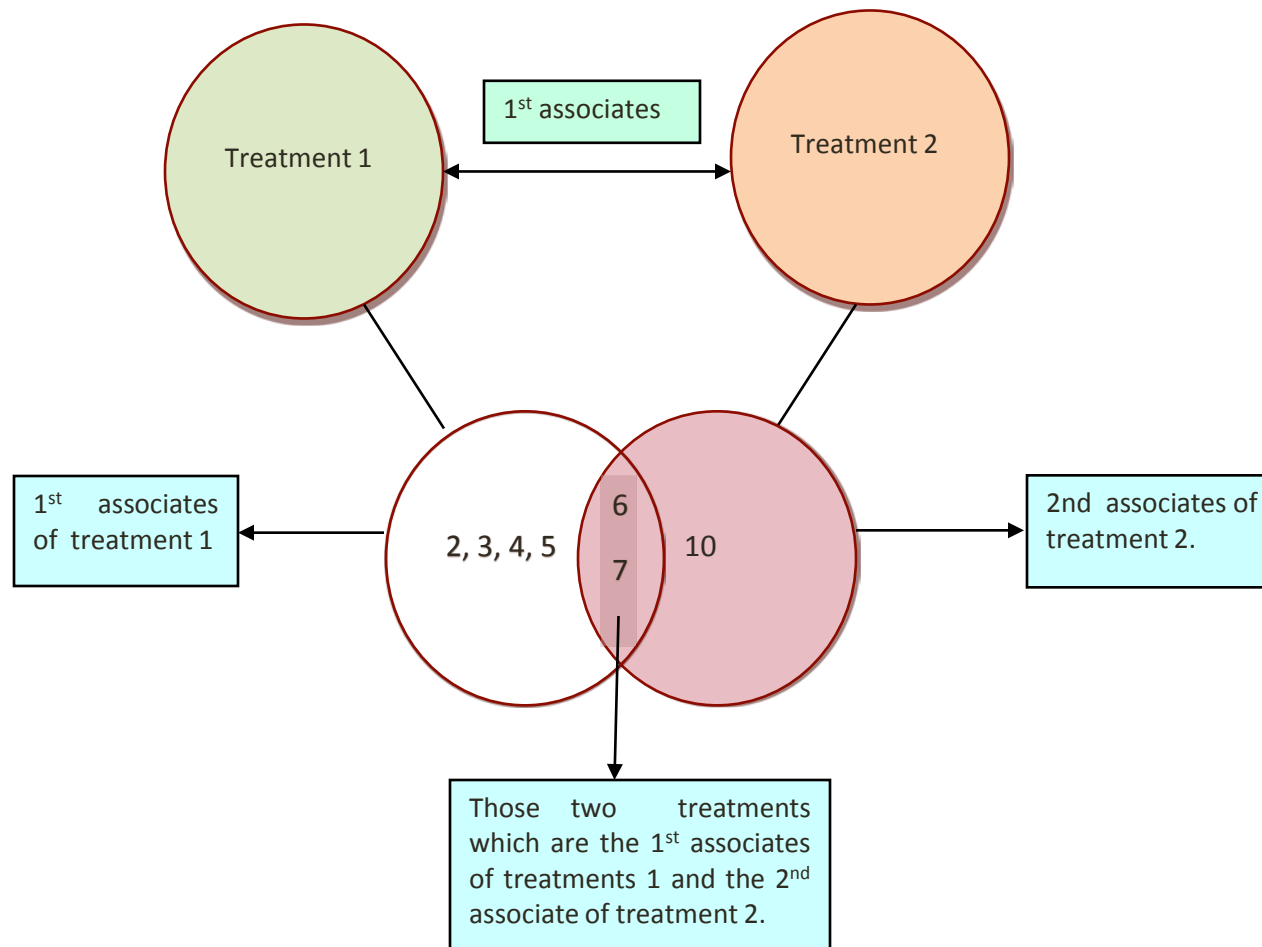 1st associates
Treatment 1
Treatment 2
1st associates
of treatment 1
2, 3, 4, 5
6
7
10
2nd associates of
treatment 2.
Those two treatments
which are the 1st associates
of treatments 1 and the 2nd
associate of treatment 2.